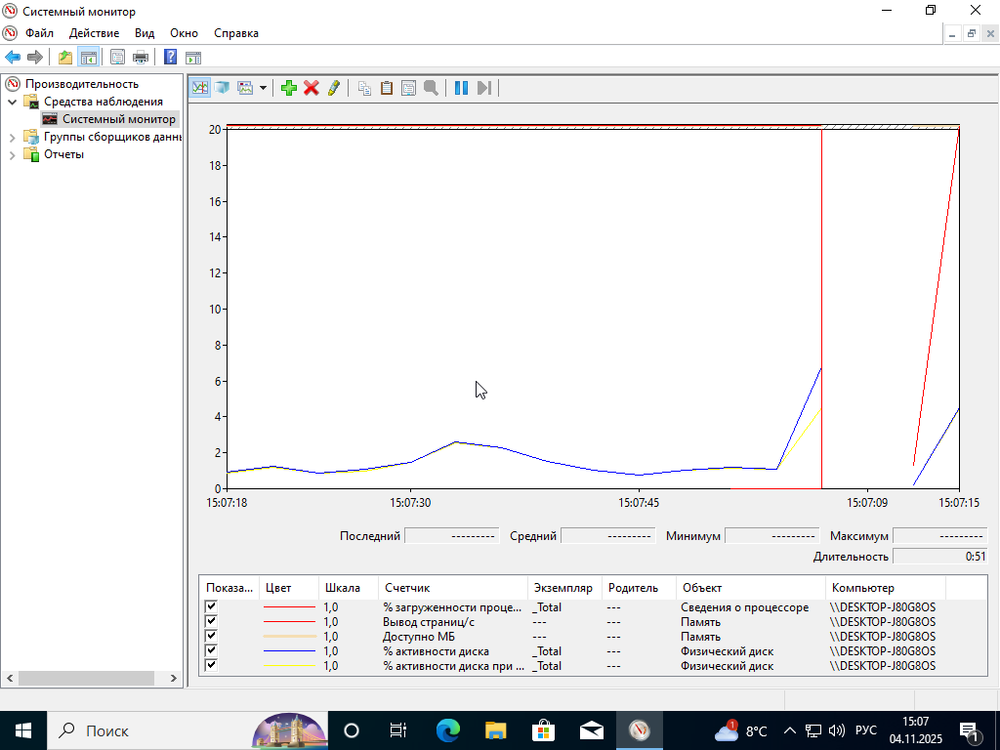 Системный монитор
Файл Действие Вид Окно Справка
Производительность
Средства наблюдения
Системный монитор
Группы сборщиков данн
Отчеты
20
18
16
14
12
10
8
6
4
2
0
15:07:18 15:07:30 15:07:45 15:07:09 15:07:15
Последний --------- Средний --------- Минимум --------- Максимум ---------
Длительность 0:51
Показа... Цвет Шкала Счетчик Экземпляр Родитель Объект Компьютер
1,0 % загруженности проце... _Total --- Сведения о процессоре \\DESKTOP-J80G8OS
1,0 Вывод страниц/с --- --- Память \\DESKTOP-J80G8OS
1,0 Доступно МБ --- --- Память \\DESKTOP-J80G8OS
1,0 % активности диска _Total --- Физический диск \\DESKTOP-J80G8OS
1,0 % активности диска при ... _Total --- Физический диск \\DESKTOP-J80G8OS
Поиск 1 8°C РУС 15:07
04.11.2025 1